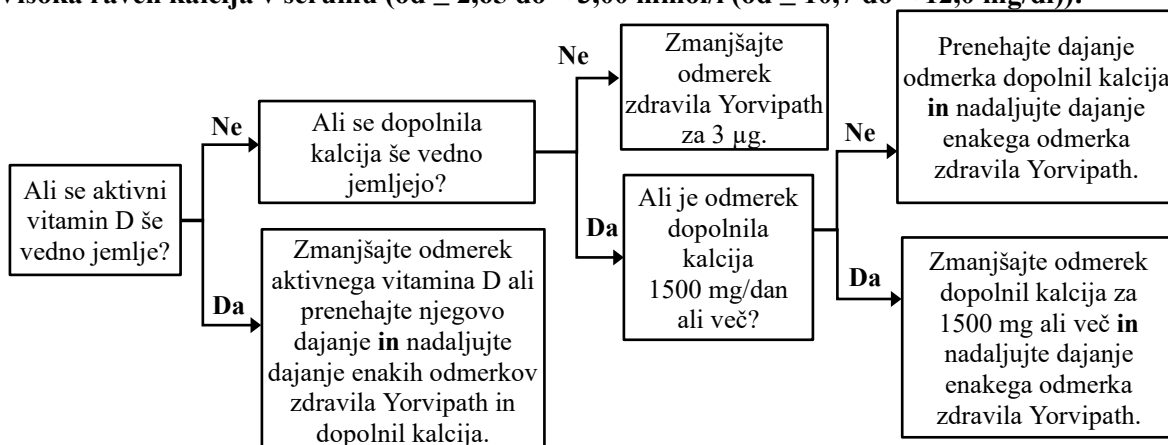 raven kalcija v serumu
Ali se aktivni
vitamin D še
vedno jemlje?
Ne
Ali se dopolnila
kalcija še vedno
jemljejo?
Da
Zmanjšajte odmerek
aktivnega vitamina D ali
prenehajte njegovo
dajanje in nadaljujte
dajanje enakih odmerkov
zdravila Yorvipath in
dopolnil kalcija.
Ne
Zmanjšajte
odmerek
zdravila Yorvipath
za 3 µg.
Da
Ali je odmerek
dopolnila
kalcija
1500 mg/dan
ali več?
Ne
Prenehajte dajanje
odmerka dopolnil kalcija
in nadaljujte dajanje
enakega odmerka
zdravila Yorvipath.
Da
Zmanjšajte odmerek
dopolnil kalcija za
1500 mg ali več in
nadaljujte dajanje
enakega odmerka
zdravila Yorvipath.